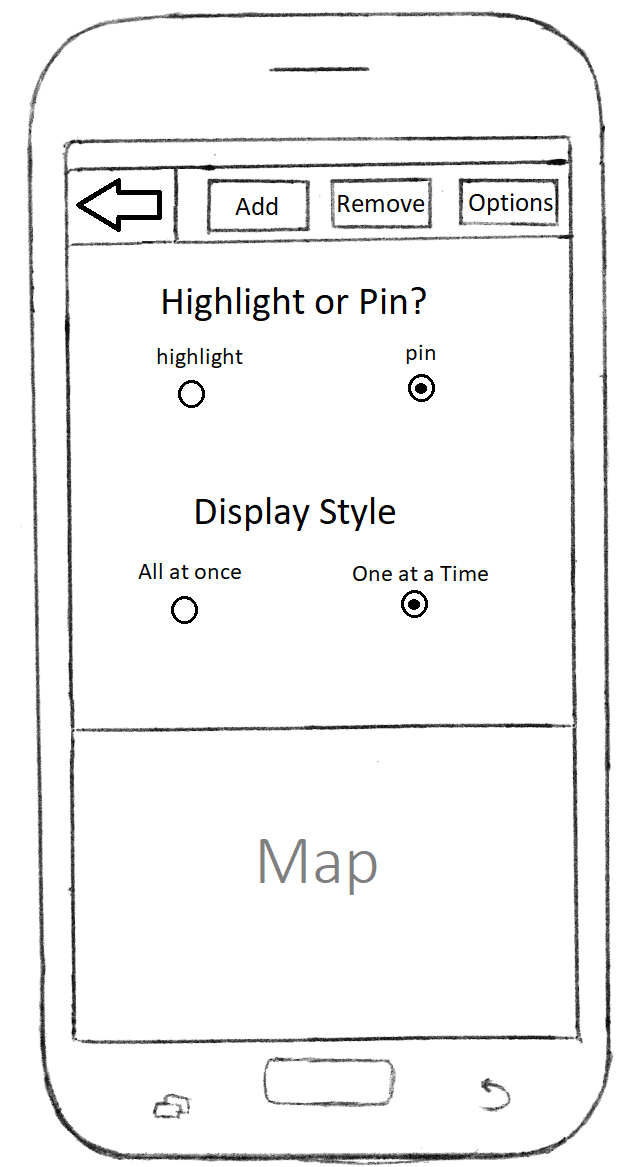 Add Remove Options
Highlight or Pin?
highlight pin
Display Style
All at once One at a Time
Map